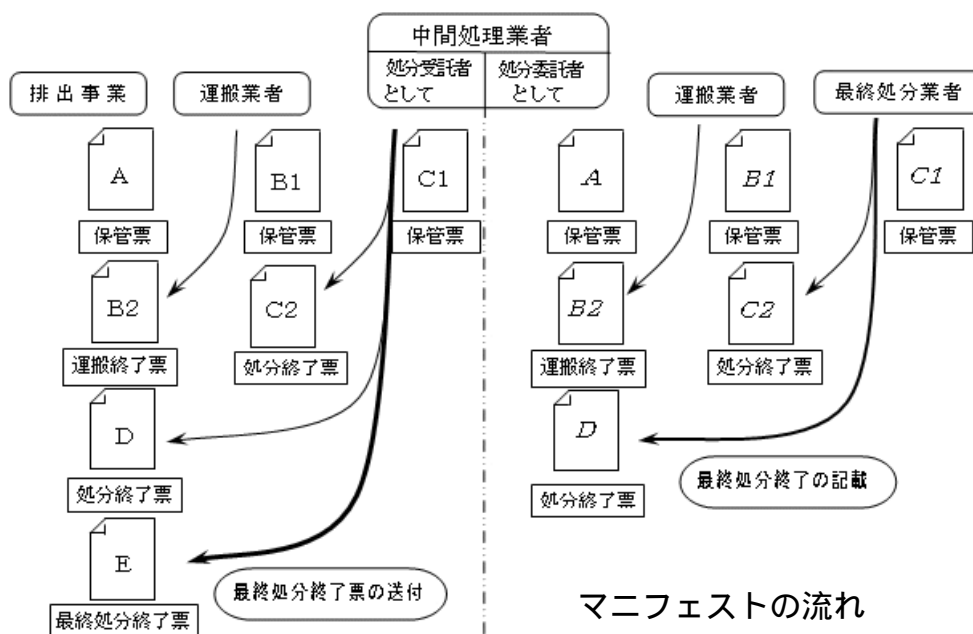 中間処理業者
処分受託者
として
処分委託者
として
排出事業
運搬業者
運搬業者
最終処分業者
A
B1
C1
A
B1
C1
保管票
保管票
保管票
保管票
保管票
保管票
B2
C2
B2
C2
運搬終了票
処分終了票
運搬終了票
処分終了票
D
D
処分終了票
最終処分終了の記載
処分終了票
E
最終処分終了票の送付
最終処分終了票
マニフェストの流れ